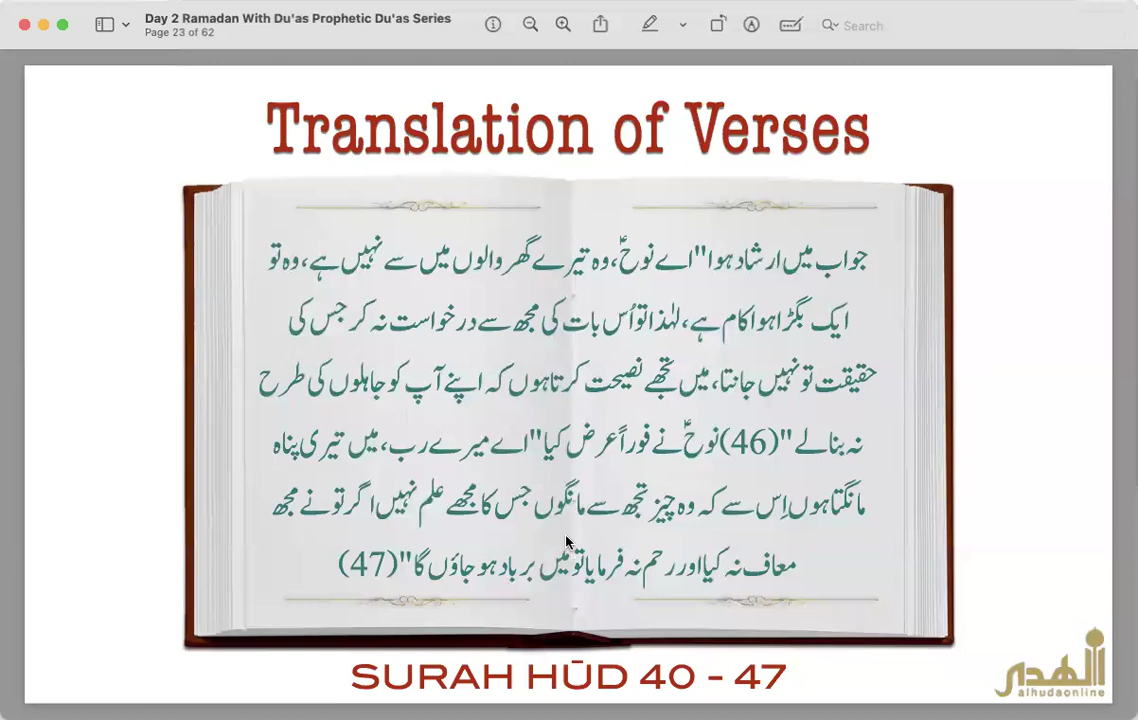 Day 2 Ramadan With Du'as Prophetic Du'as Series
Page 23 of 62
Search
Translation of Verses
جواب میں ارشاد ہوا "اے نوحؑ، وہ تیرے گھر والوں میں سے نہیں ہے، وہ تو
ایک بگڑا ہوا کام ہے، لہٰذا تو اُس بات کی مجھ سے درخواست نہ کر جس کی
حقیقت تو نہیں جانتا، میں تجھے نصیحت کرتا ہوں کہ اپنے آپ کو جاہلوں کی طرح
نہ بنا لے" (46) نوحؑ نے فوراً عرض کیا "اے میرے رب، میں تیری پناہ
مانگتا ہوں اِس سے کہ وہ چیز تجھ سے مانگوں جس کا مجھے علم نہیں اگر تو نے مجھ
معاف نہ کیا اور رحم نہ فرمایا تو میں برباد ہو جاؤں گا" (47)
SURAH HŪD 40 - 47
الهدى
alhudaonline